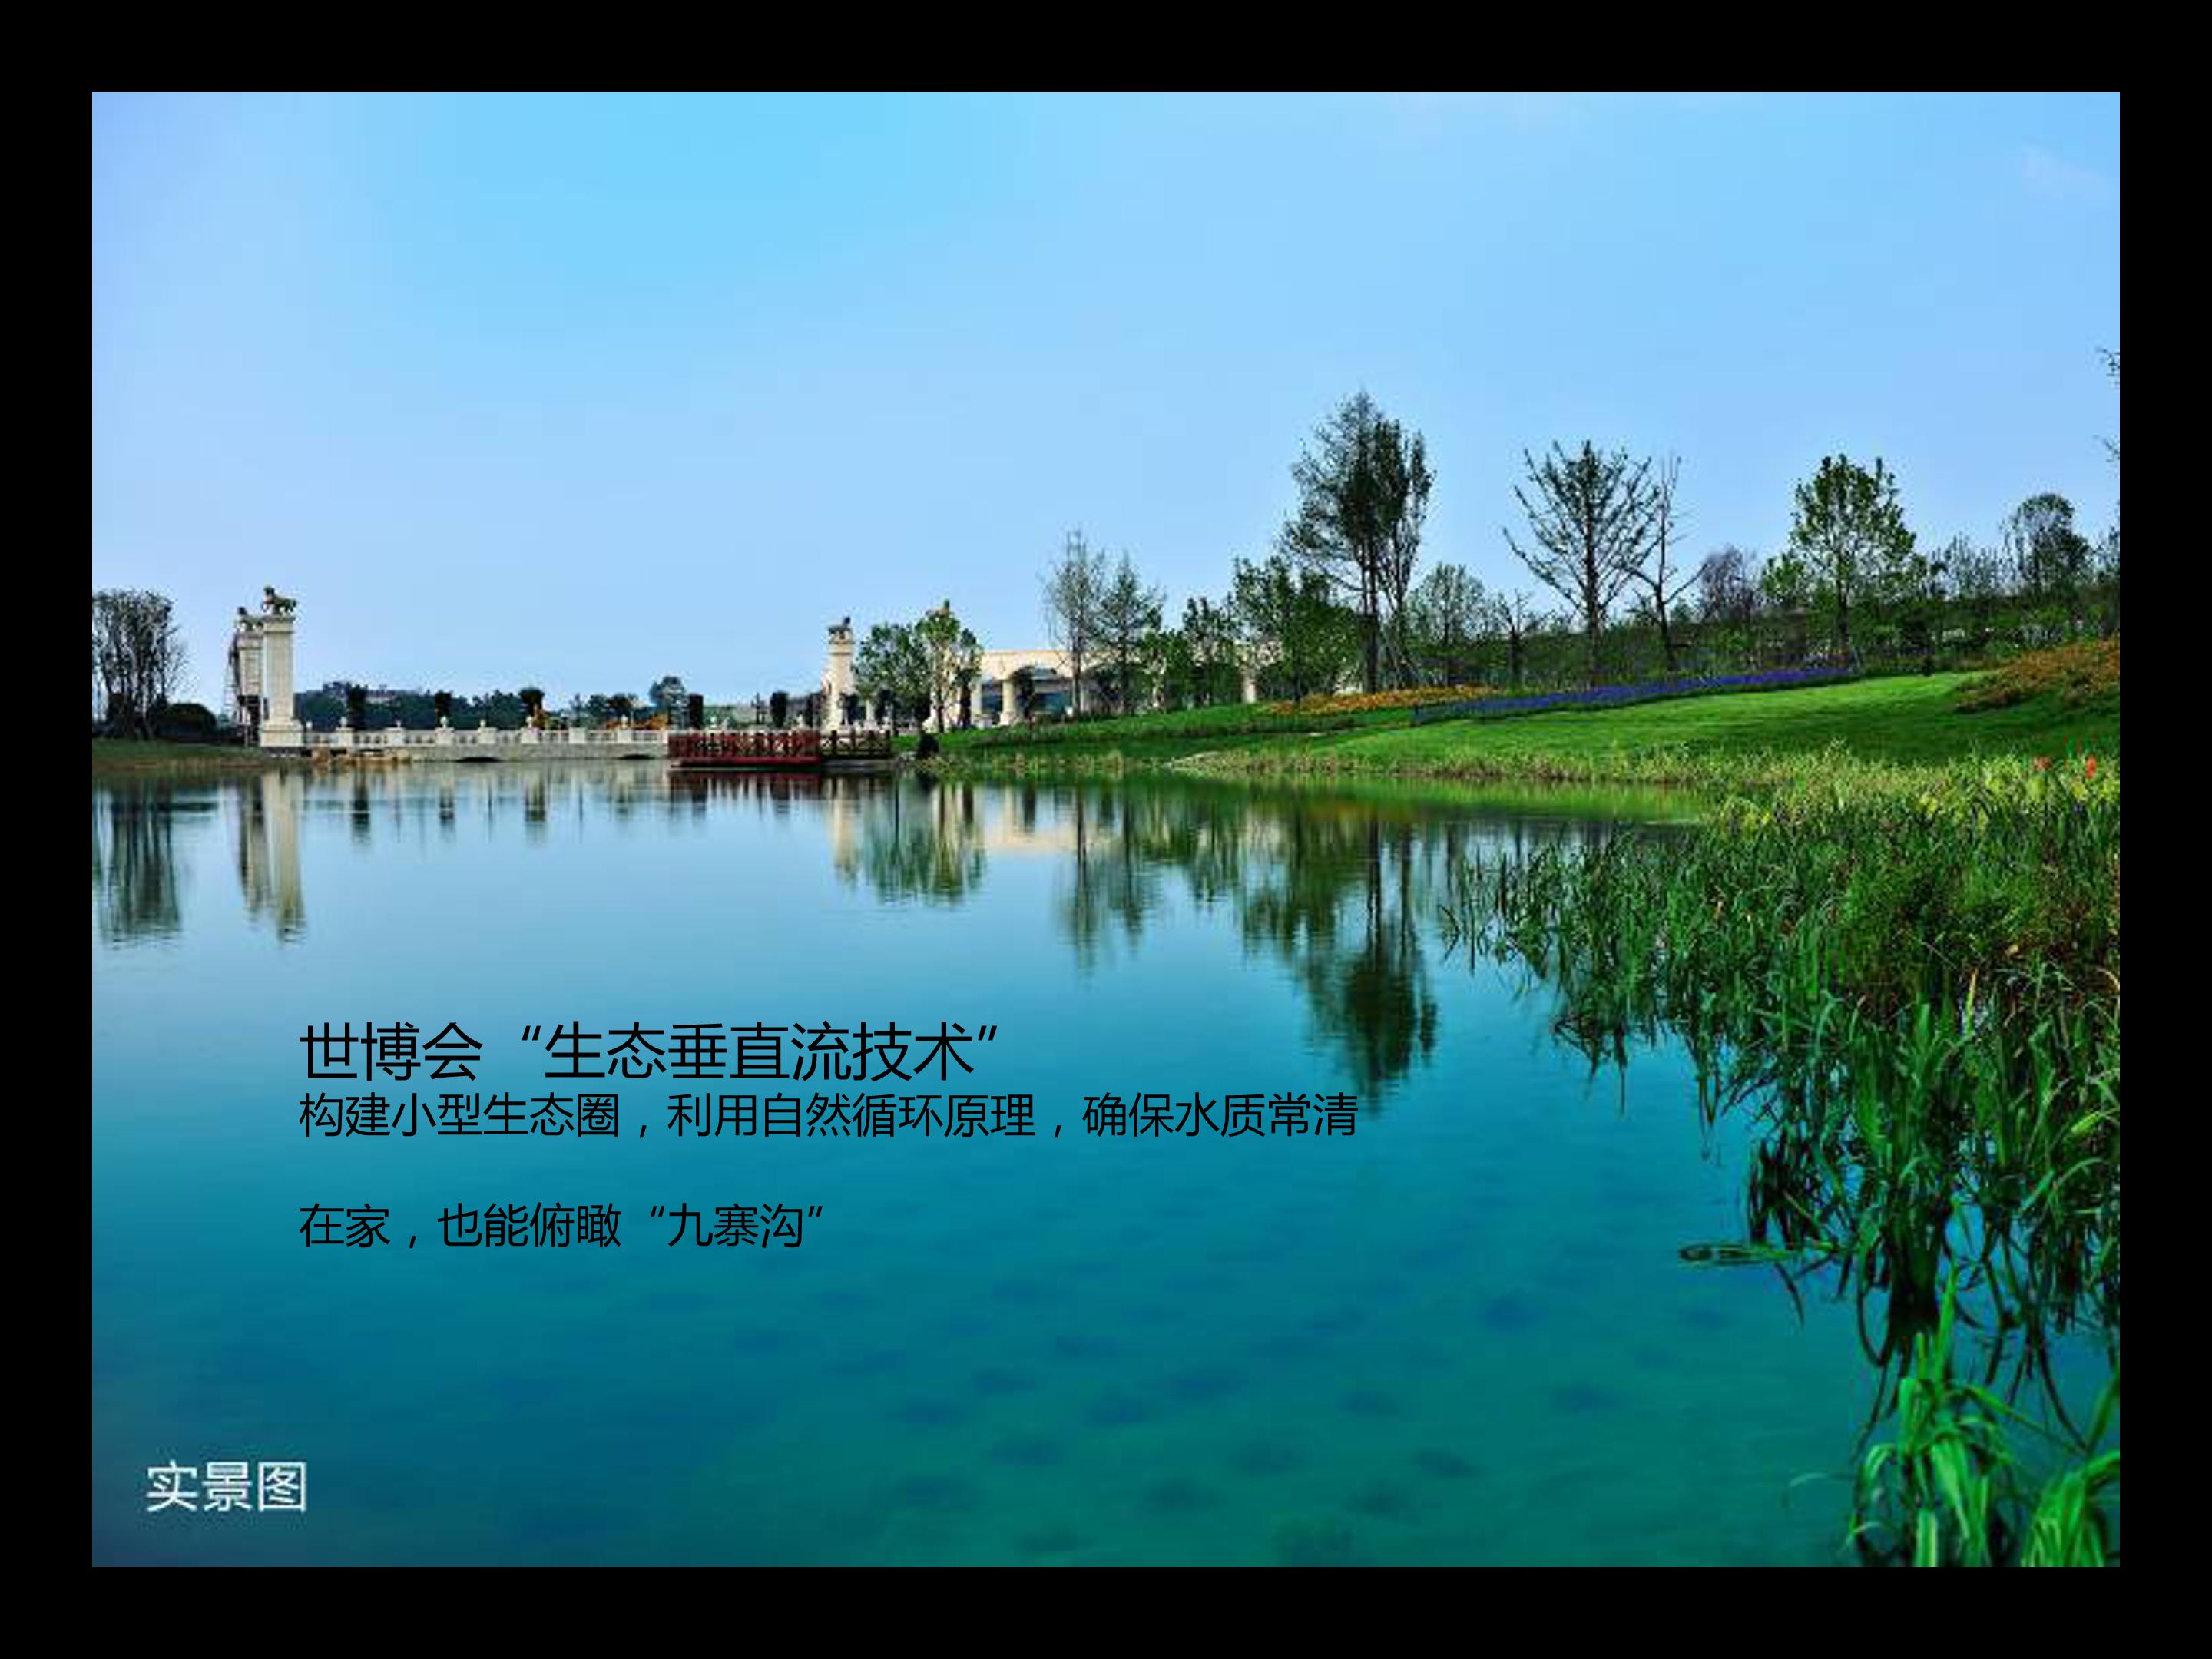 世博会“生态垂直流技术”
构建小型生态圈，利用自然循环原理，确保水质常清
在家，也能俯瞰“九寨沟”
实景图